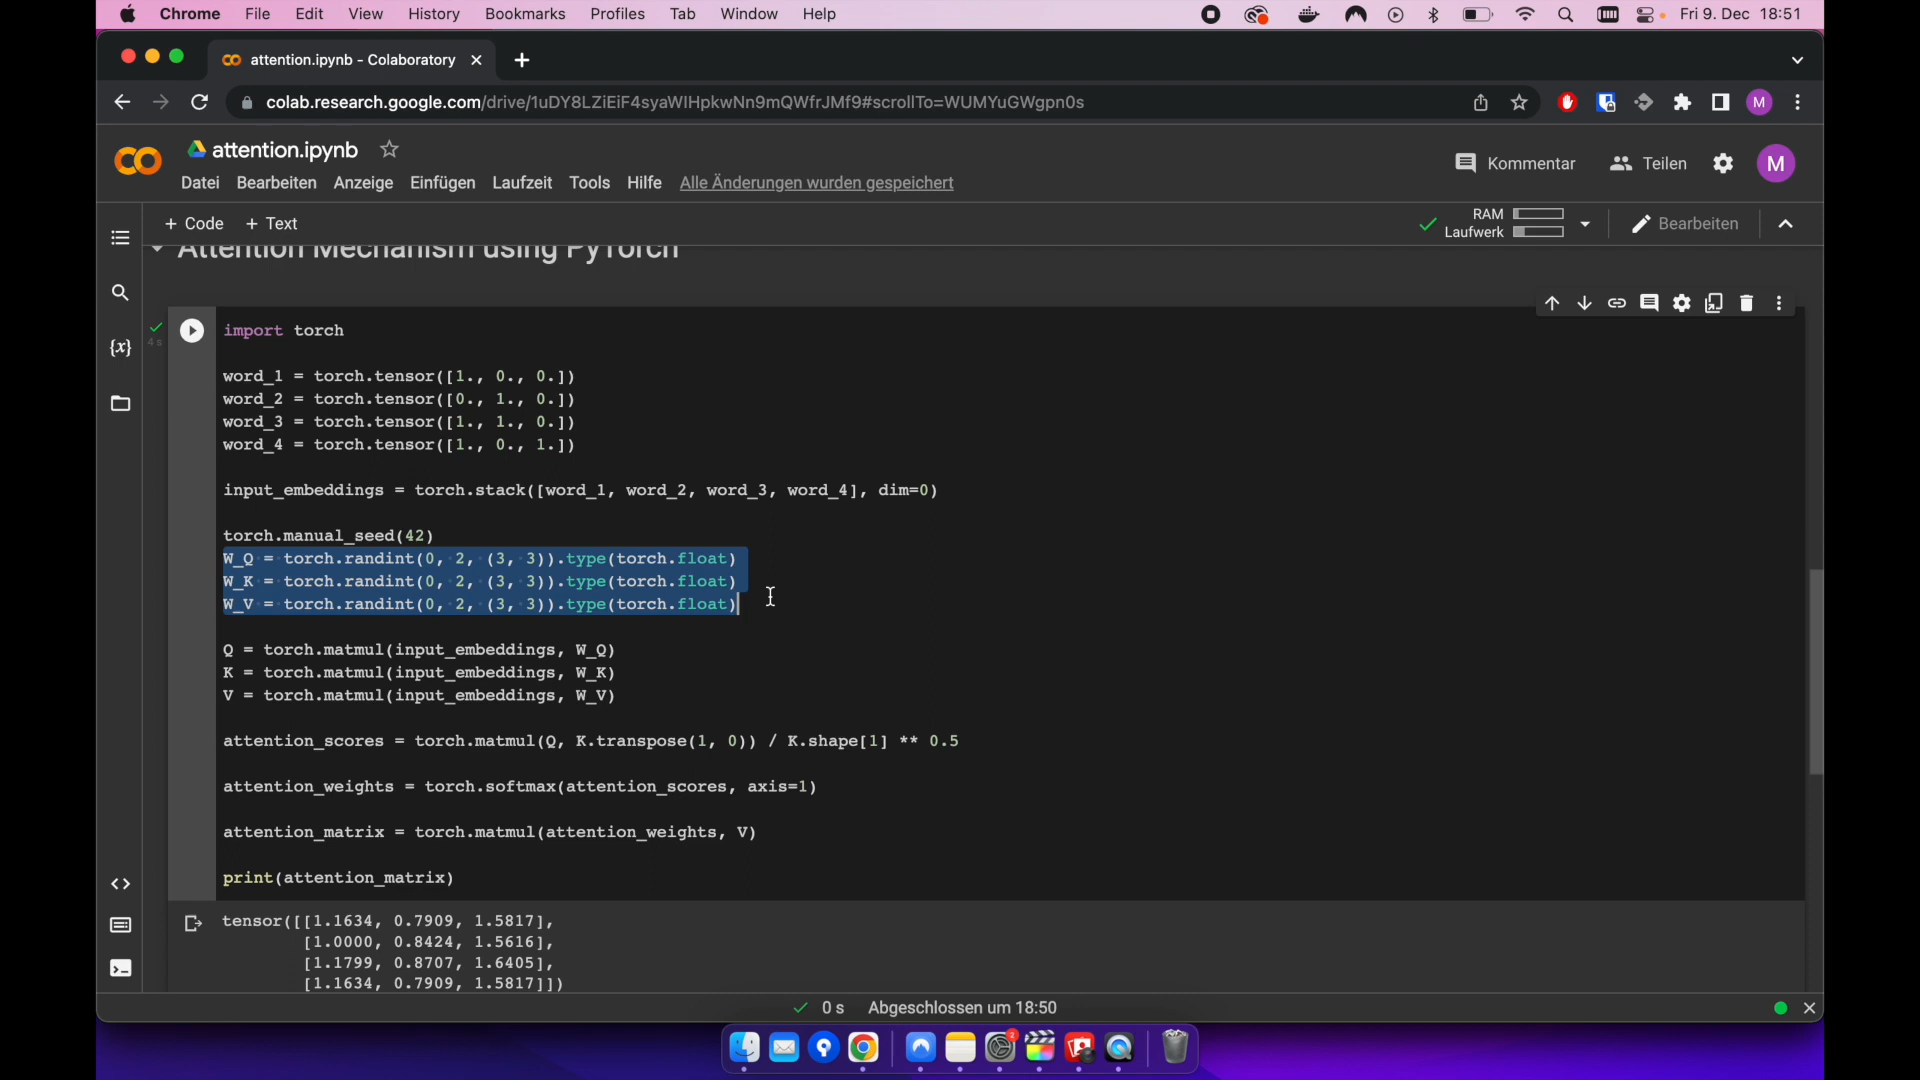 Chrome File Edit View History Bookmarks Profiles Tab Window Help Fri 9. Dec 18:51
attention.ipynb - Colaboratory
colab.research.google.com/drive/1uDY8LZiEiF4syaWIHpkwNn9mQWfrJMf9#scrollTo=WUMYuGWgpn0s M
attention.ipynb Kommentar Teilen M
Datei Bearbeiten Anzeige Einfügen Laufzeit Tools Hilfe Alle Änderungen wurden gespeichert
+ Code + Text RAM Laufwerk Bearbeiten
Attention Mechanism using PyTorch
4 s
{x}
import torch
word_1 = torch.tensor([1., 0., 0.])
word_2 = torch.tensor([0., 1., 0.])
word_3 = torch.tensor([1., 1., 0.])
word_4 = torch.tensor([1., 0., 1.])
input_embeddings = torch.stack([word_1, word_2, word_3, word_4], dim=0)
torch.manual_seed(42)
W_Q = torch.randint(0, 2, (3, 3)).type(torch.float)
W_K = torch.randint(0, 2, (3, 3)).type(torch.float)
W_V = torch.randint(0, 2, (3, 3)).type(torch.float)
Q = torch.matmul(input_embeddings, W_Q)
K = torch.matmul(input_embeddings, W_K)
V = torch.matmul(input_embeddings, W_V)
attention_scores = torch.matmul(Q, K.transpose(1, 0)) / K.shape[1] ** 0.5
attention_weights = torch.softmax(attention_scores, axis=1)
attention_matrix = torch.matmul(attention_weights, V)
print(attention_matrix)
tensor([[1.1634, 0.7909, 1.5817],
[1.0000, 0.8424, 1.5616],
[1.1799, 0.8707, 1.6405],
[1.1634, 0.7909, 1.5817]])
0 s Abgeschlossen um 18:50
2